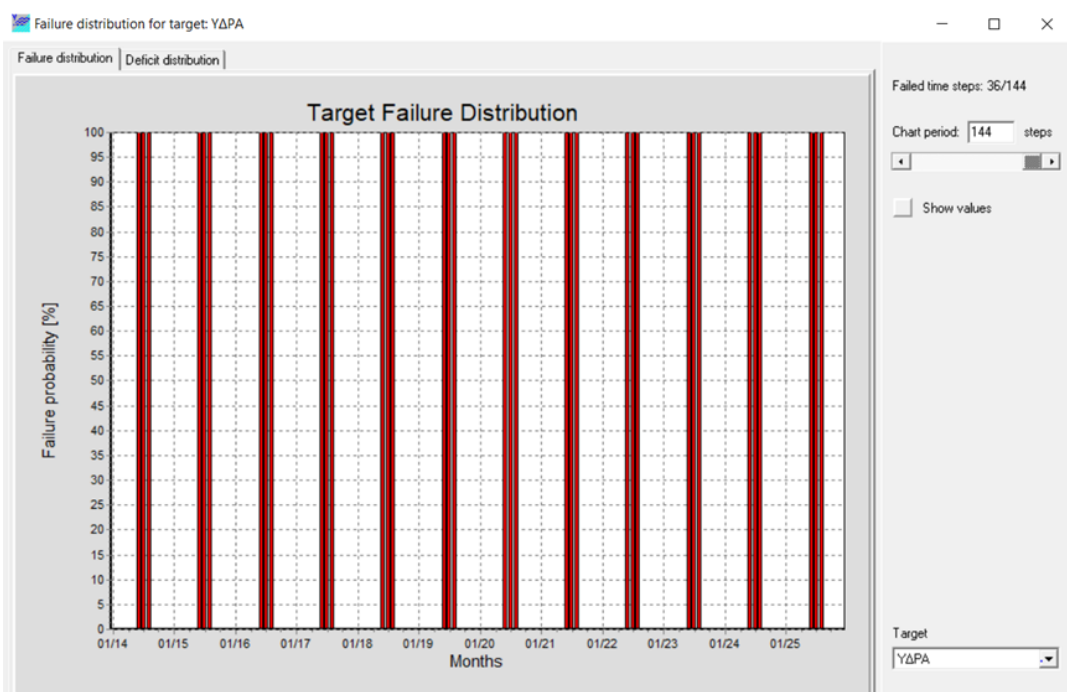 Failure distribution for target: ΥΔΡΑ
Failure distribution
Deficit distribution
Target Failure Distribution
Failure probability [%]
100
95
90
85
80
75
70
65
60
55
50
45
40
35
30
25
20
15
10
5
0
01/14 01/15 01/16 01/17 01/18 01/19 01/20 01/21 01/22 01/23 01/24 01/25
Months
Failed time steps: 36/144
Chart period: 144 steps
Show values
Target
ΥΔΡΑ